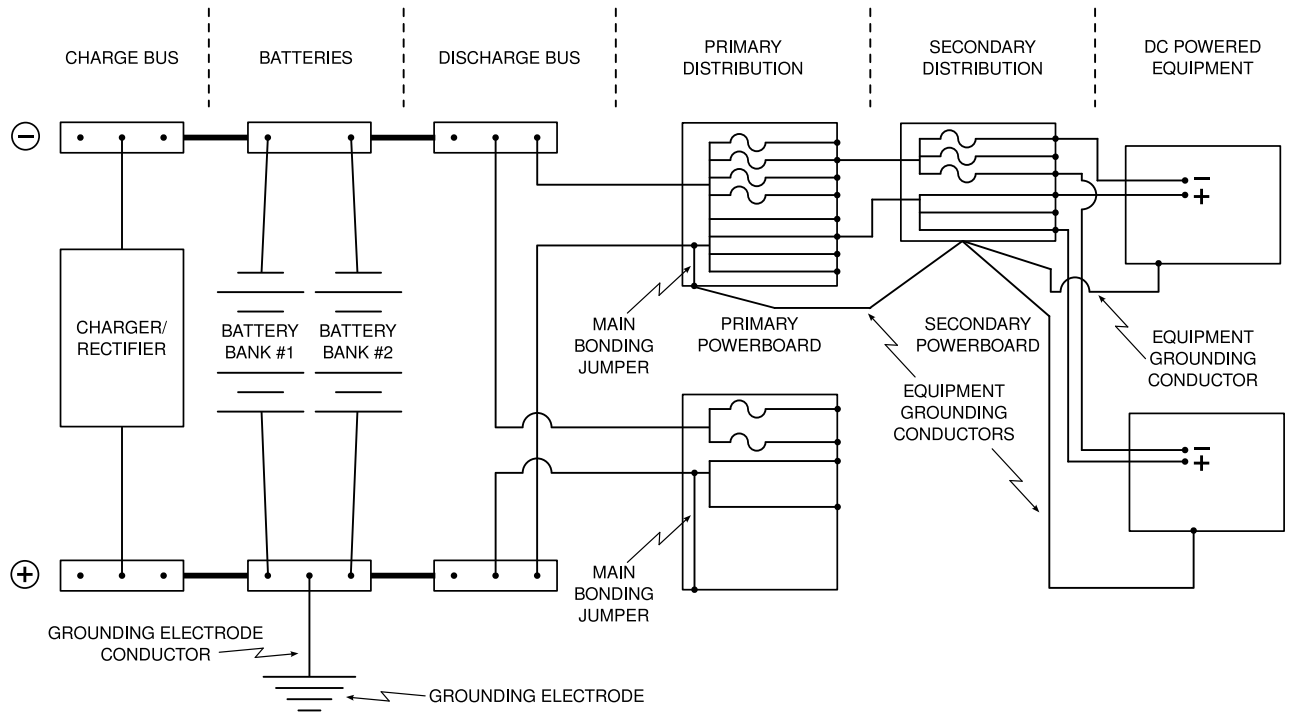 CHARGE BUS
BATTERIES
DISCHARGE BUS
PRIMARY
DISTRIBUTION
SECONDARY
DISTRIBUTION
DC POWERED
EQUIPMENT
−
−
+
CHARGER/
RECTIFIER
BATTERY
BANK #1
BATTERY
BANK #2
MAIN
BONDING
JUMPER
PRIMARY
POWERBOARD
SECONDARY
POWERBOARD
EQUIPMENT
GROUNDING
CONDUCTOR
EQUIPMENT
GROUNDING
CONDUCTORS
−
+
+
MAIN
BONDING
JUMPER
GROUNDING ELECTRODE
CONDUCTOR
GROUNDING ELECTRODE